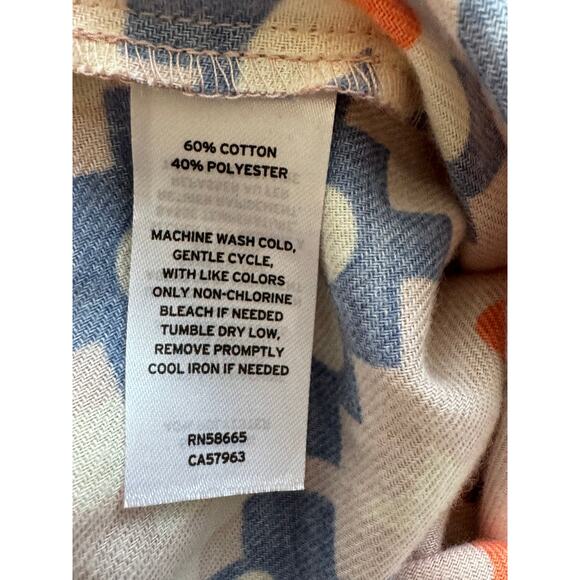 60% COTTON
40% POLYESTER
MACHINE WASH COLD,
GENTLE CYCLE,
WITH LIKE COLORS
ONLY NON-CHLORINE
BLEACH IF NEEDED
TUMBLE DRY LOW,
REMOVE PROMPTLY
COOL IRON IF NEEDED
RN58665
CA57963